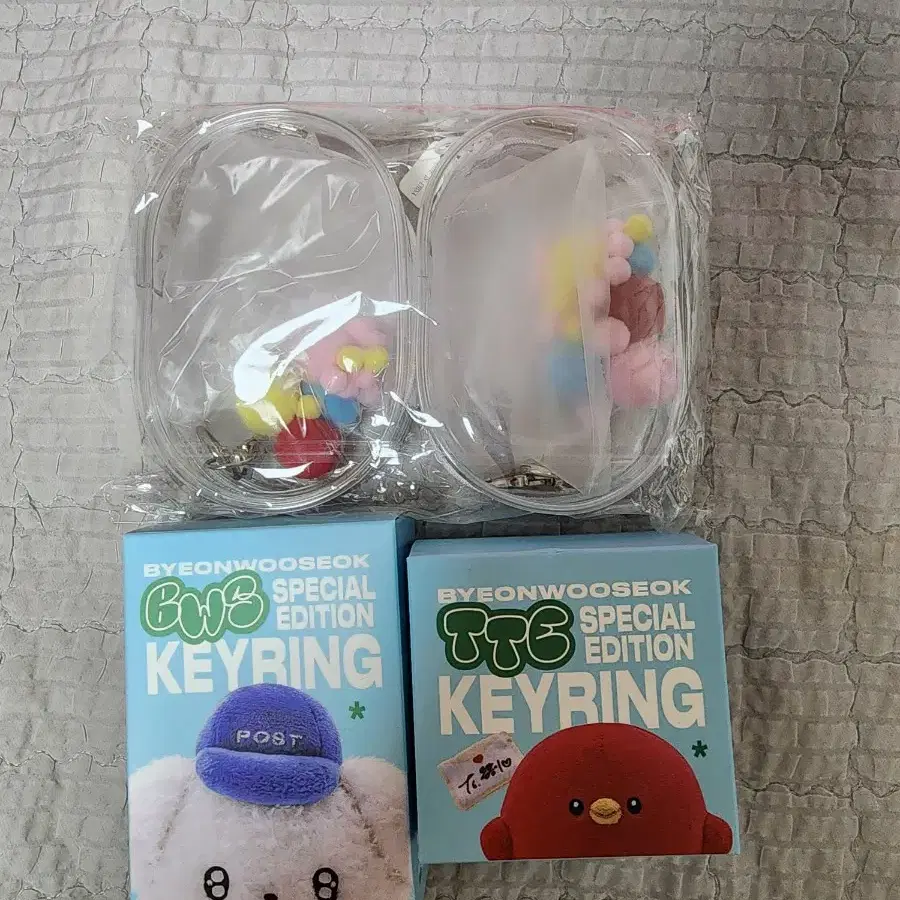 BYEONWOOSEOK
BWS SPECIAL
EDITION
KEYRING
*
POST
BYEONWOOSEOK
TTE SPECIAL
EDITION
KEYRING
*